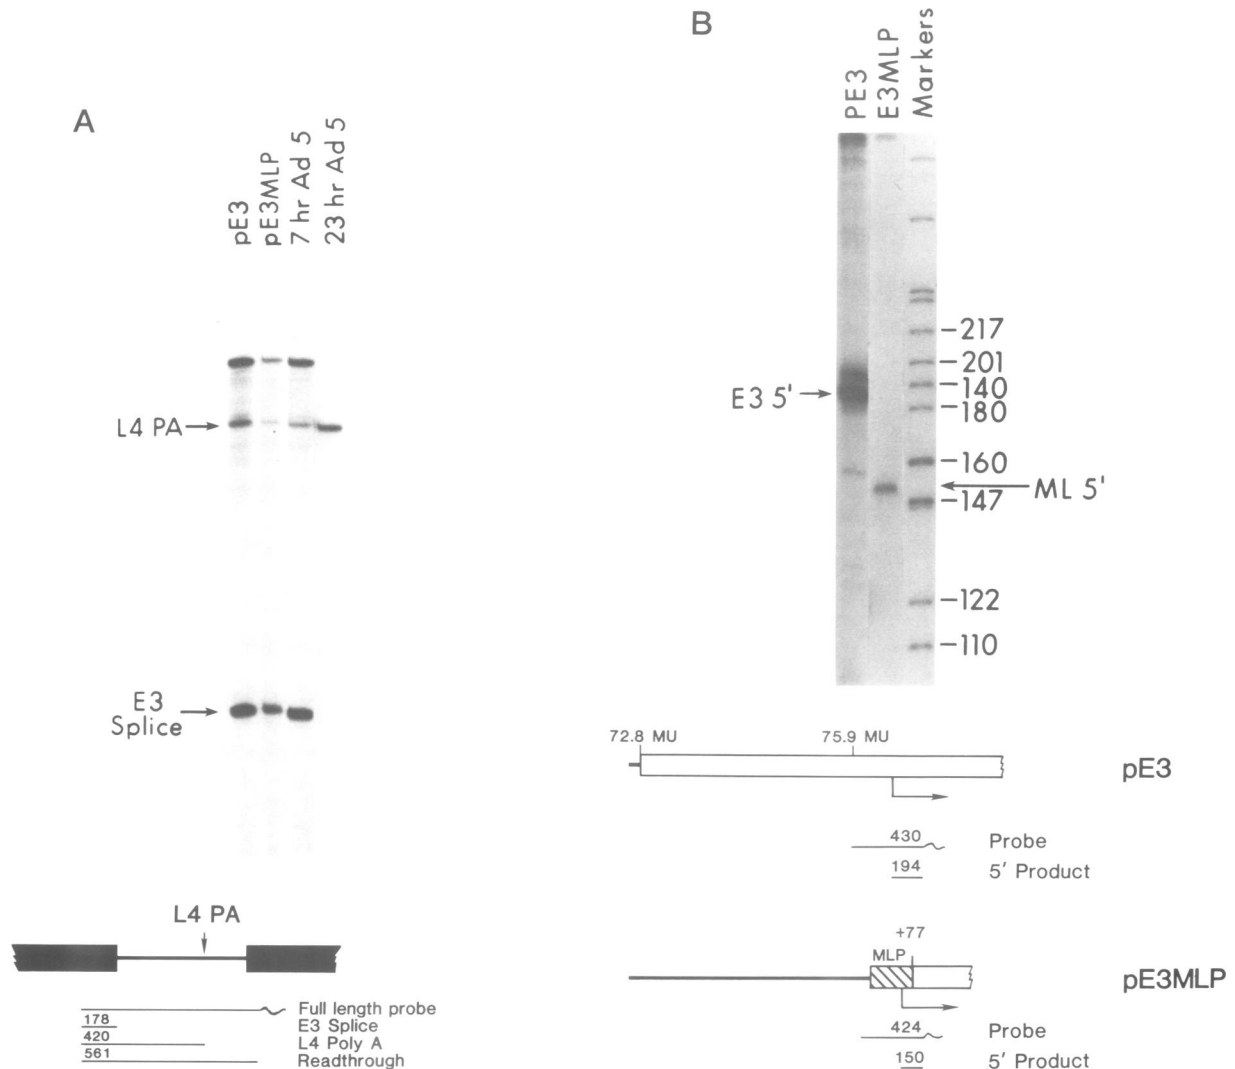 A
pE3
pE3MLP
7 hr Ad 5
23 hr Ad 5
L4 PA
E3
Splice
L4 PA
Full length probe
178
E3 Splice
420
L4 Poly A
561
Readthrough
B
PE3
E3MLP
Markers
E3 5'
-217
-201
-140
-180
-160
ML 5'
-147
-122
-110
72.8 MU
75.9 MU
pE3
430
Probe
194
5' Product
+77
MLP
pE3MLP
424
Probe
150
5' Product